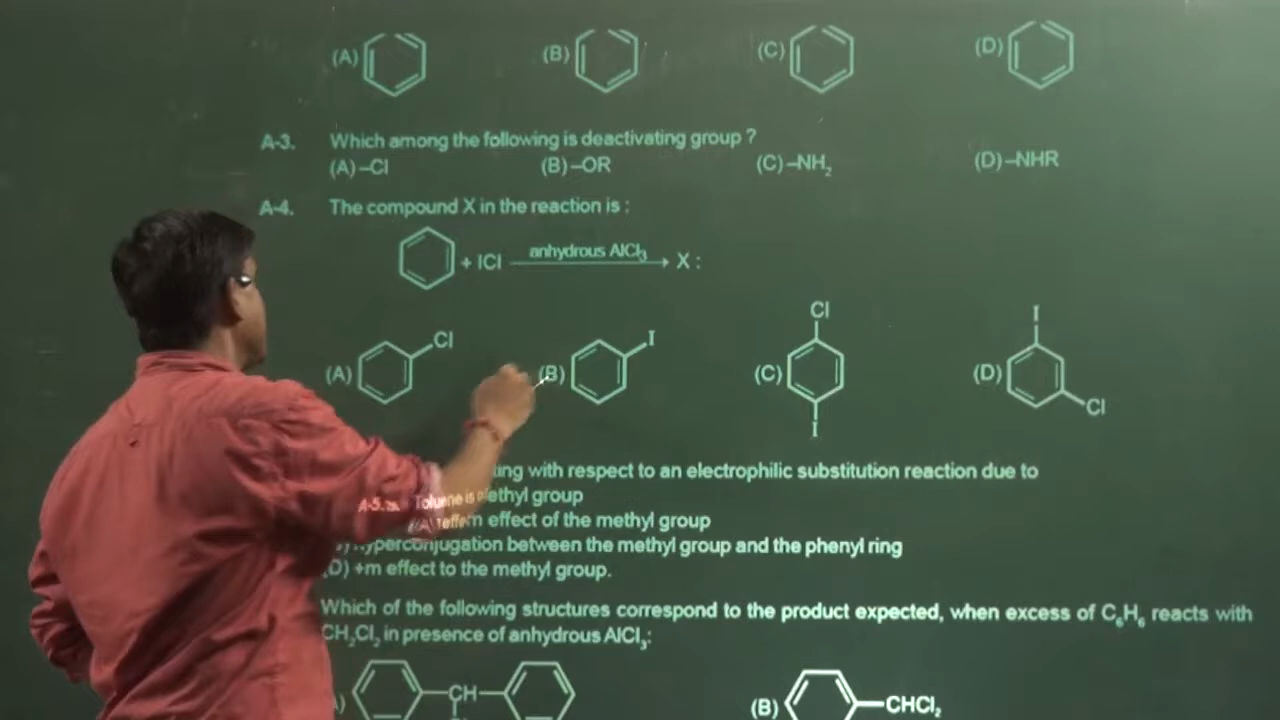 (A) (B) (C) (D)
A-3. Which among the following is deactivating group ?
(A) –Cl (B) –OR (C) –NH₂ (D) –NHR
A-4. The compound X in the reaction is :
+ ICl anhydrous AlCl₃ X :
Cl I Cl I
(A) (B) (C) (D)
Cl
I
ting with respect to an electrophilic substitution reaction due to
A-5. Toluene is ethyl group
m effect of the methyl group
hyperconjugation between the methyl group and the phenyl ring
(D) +m effect to the methyl group.
Which of the following structures correspond to the product expected, when excess of C₆H₆ reacts with
CH₂Cl₂ in presence of anhydrous AlCl₃:
CH (B) CHCl₂